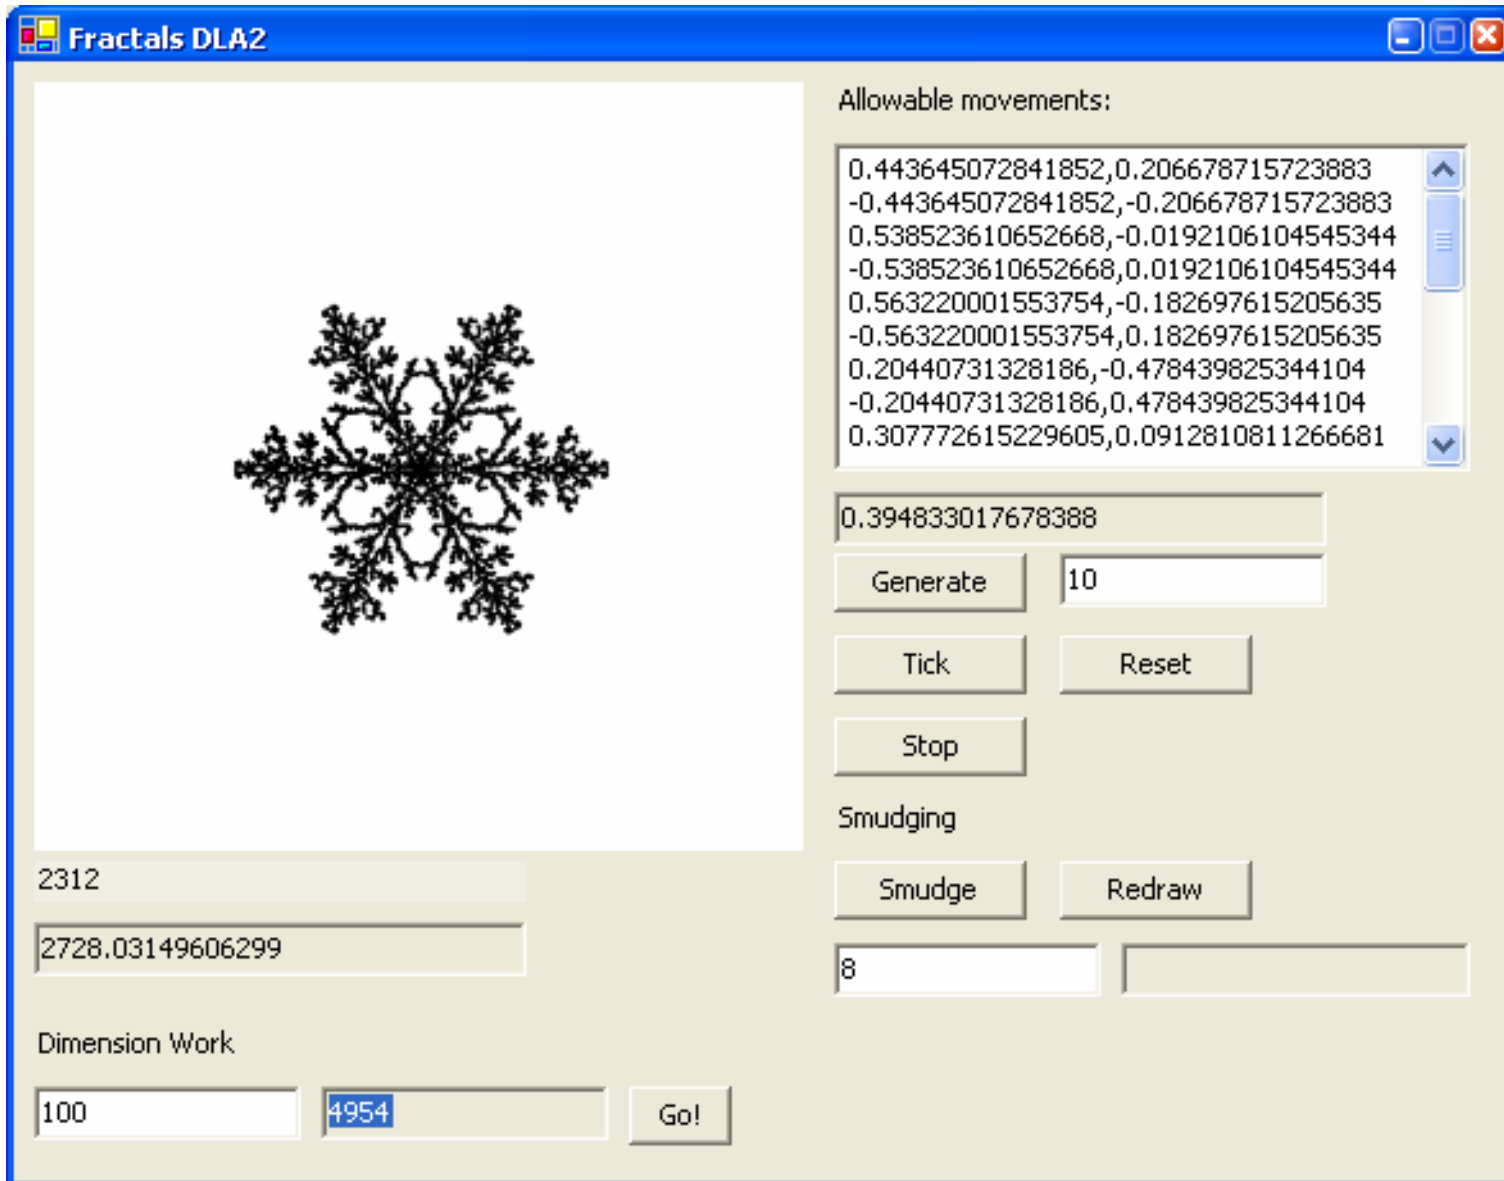 Fractals DLA2
Allowable movements:
0.443645072841852,0.206678715723883
-0.443645072841852,-0.206678715723883
0.538523610652668,-0.0192106104545344
-0.538523610652668,0.0192106104545344
0.563220001553754,-0.182697615205635
-0.563220001553754,0.182697615205635
0.20440731328186,-0.478439825344104
-0.20440731328186,0.478439825344104
0.307772615229605,0.0912810811266681
0.394833017678388
Generate 10
Tick Reset
Stop
Smudging
2312
Smudge Redraw
2728.03149606299
8
Dimension Work
100 4954 Go!